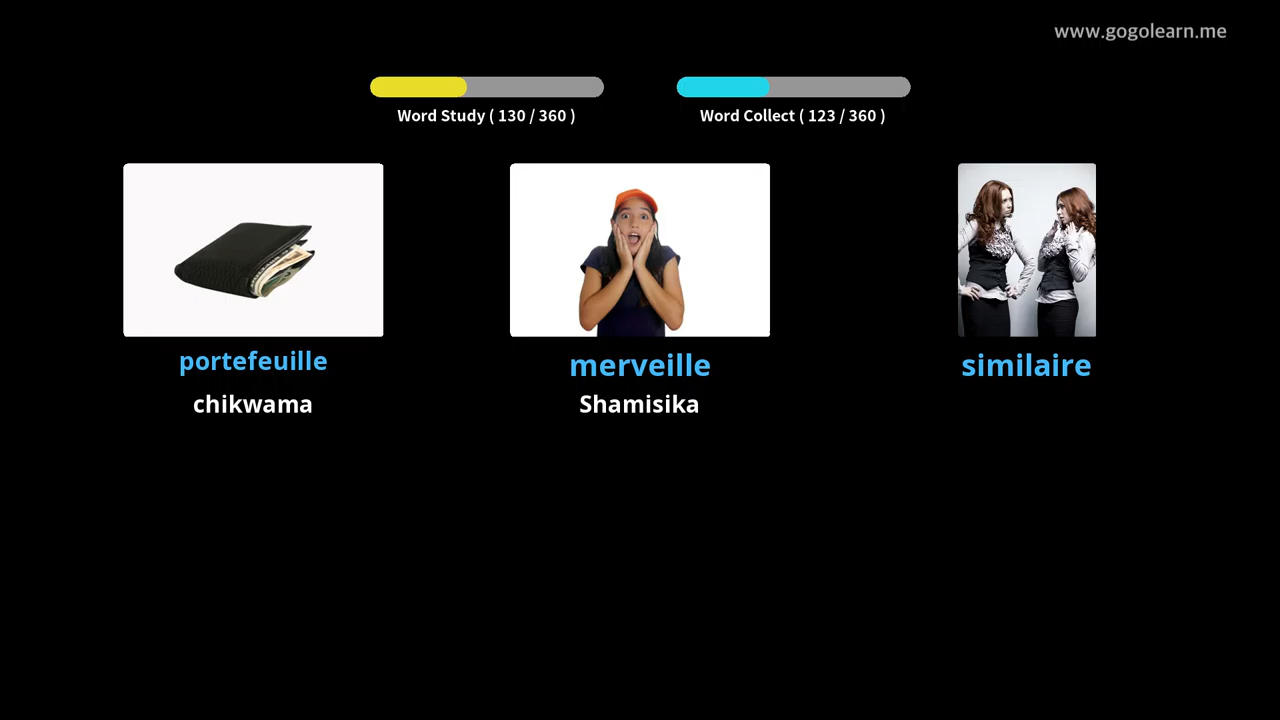 www.gogolearn.me
Word Study ( 130 / 360 )
Word Collect ( 123 / 360 )
portefeuille
merveille
similaire
chikwama
Shamisika